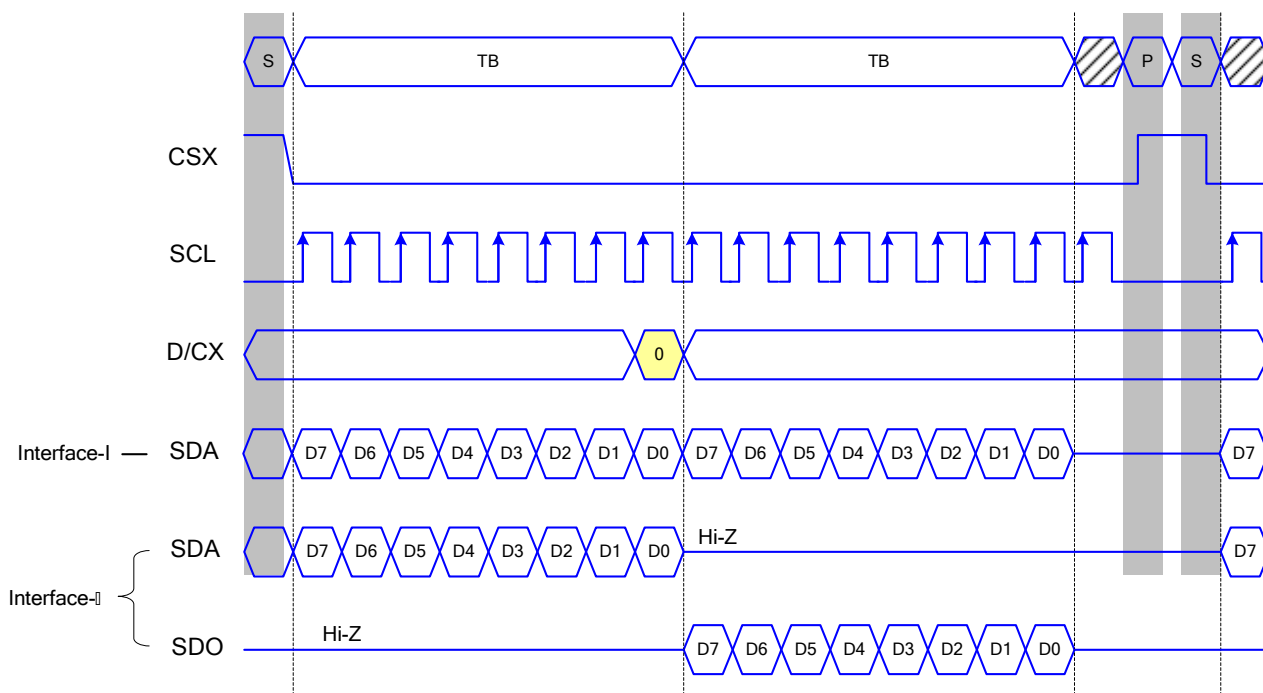 S TB TB P S
CSX
SCL
D/CX 0
Interface-I SDA D7 D6 D5 D4 D3 D2 D1 D0 D7 D6 D5 D4 D3 D2 D1 D0 D7
SDA D7 D6 D5 D4 D3 D2 D1 D0 Hi-Z D7
Interface-▯
SDO Hi-Z D7 D6 D5 D4 D3 D2 D1 D0